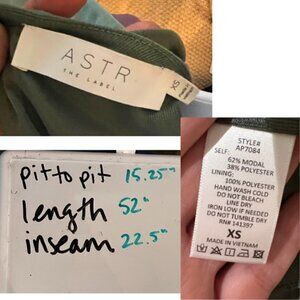 ASTR
THE LABEL
XS
pit to pit 15.25"
length 52"
inseam 22.5"
STYLE#
AP7084
SELF:
62% MODAL
38% POLYESTER
LINING:
100% POLYESTER
HAND WASH COLD
DO NOT BLEACH
LINE DRY
IRON LOW IF NEEDED
DO NOT TUMBLE DRY
RN# 141397
XS
MADE IN VIETNAM